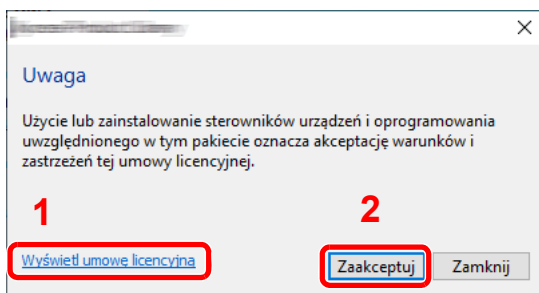 Uwaga
Użycie lub zainstalowanie sterowników urządzeń i oprogramowania
uwzględnionego w tym pakiecie oznacza akceptację warunków i
zastrzeżeń tej umowy licencyjnej.
1
2
Wyświetl umowę licencyjną
Zaakceptuj
Zamknij